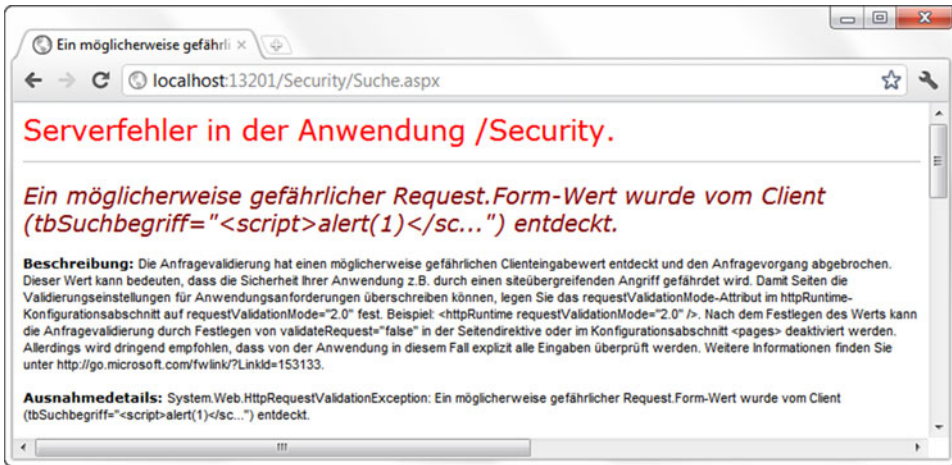 Ein möglicherweise gefährli
localhost:13201/Security/Suche.aspx
Serverfehler in der Anwendung /Security.
Ein möglicherweise gefährlicher Request.Form-Wert wurde vom Client
(tbSuchbegriff="<script>alert(1)</sc...") entdeckt.
Beschreibung: Die Anfragevalidierung hat einen möglicherweise gefährlichen Clienteingabewert entdeckt und den Anfragevorgang abgebrochen.
Dieser Wert kann bedeuten, dass die Sicherheit Ihrer Anwendung z.B. durch einen siteübergreifenden Angriff gefährdet wird. Damit Seiten die
Validierungseinstellungen für Anwendungsanforderungen überschreiben können, legen Sie das requestValidationMode-Attribut im httpRuntime-
Konfigurationsabschnitt auf requestValidationMode="2.0" fest. Beispiel: <httpRuntime requestValidationMode="2.0" />. Nach dem Festlegen des Werts kann
die Anfragevalidierung durch Festlegen von validateRequest="false" in der Seitendirektive oder im Konfigurationsabschnitt <pages> deaktiviert werden.
Allerdings wird dringend empfohlen, dass von der Anwendung in diesem Fall explizit alle Eingaben überprüft werden. Weitere Informationen finden Sie
unter http://go.microsoft.com/fwlink/?LinkId=153133.
Ausnahmedetails: System.Web.HttpRequestValidationException: Ein möglicherweise gefährlicher Request.Form-Wert wurde vom Client
(tbSuchbegriff="<script>alert(1)</sc...") entdeckt.